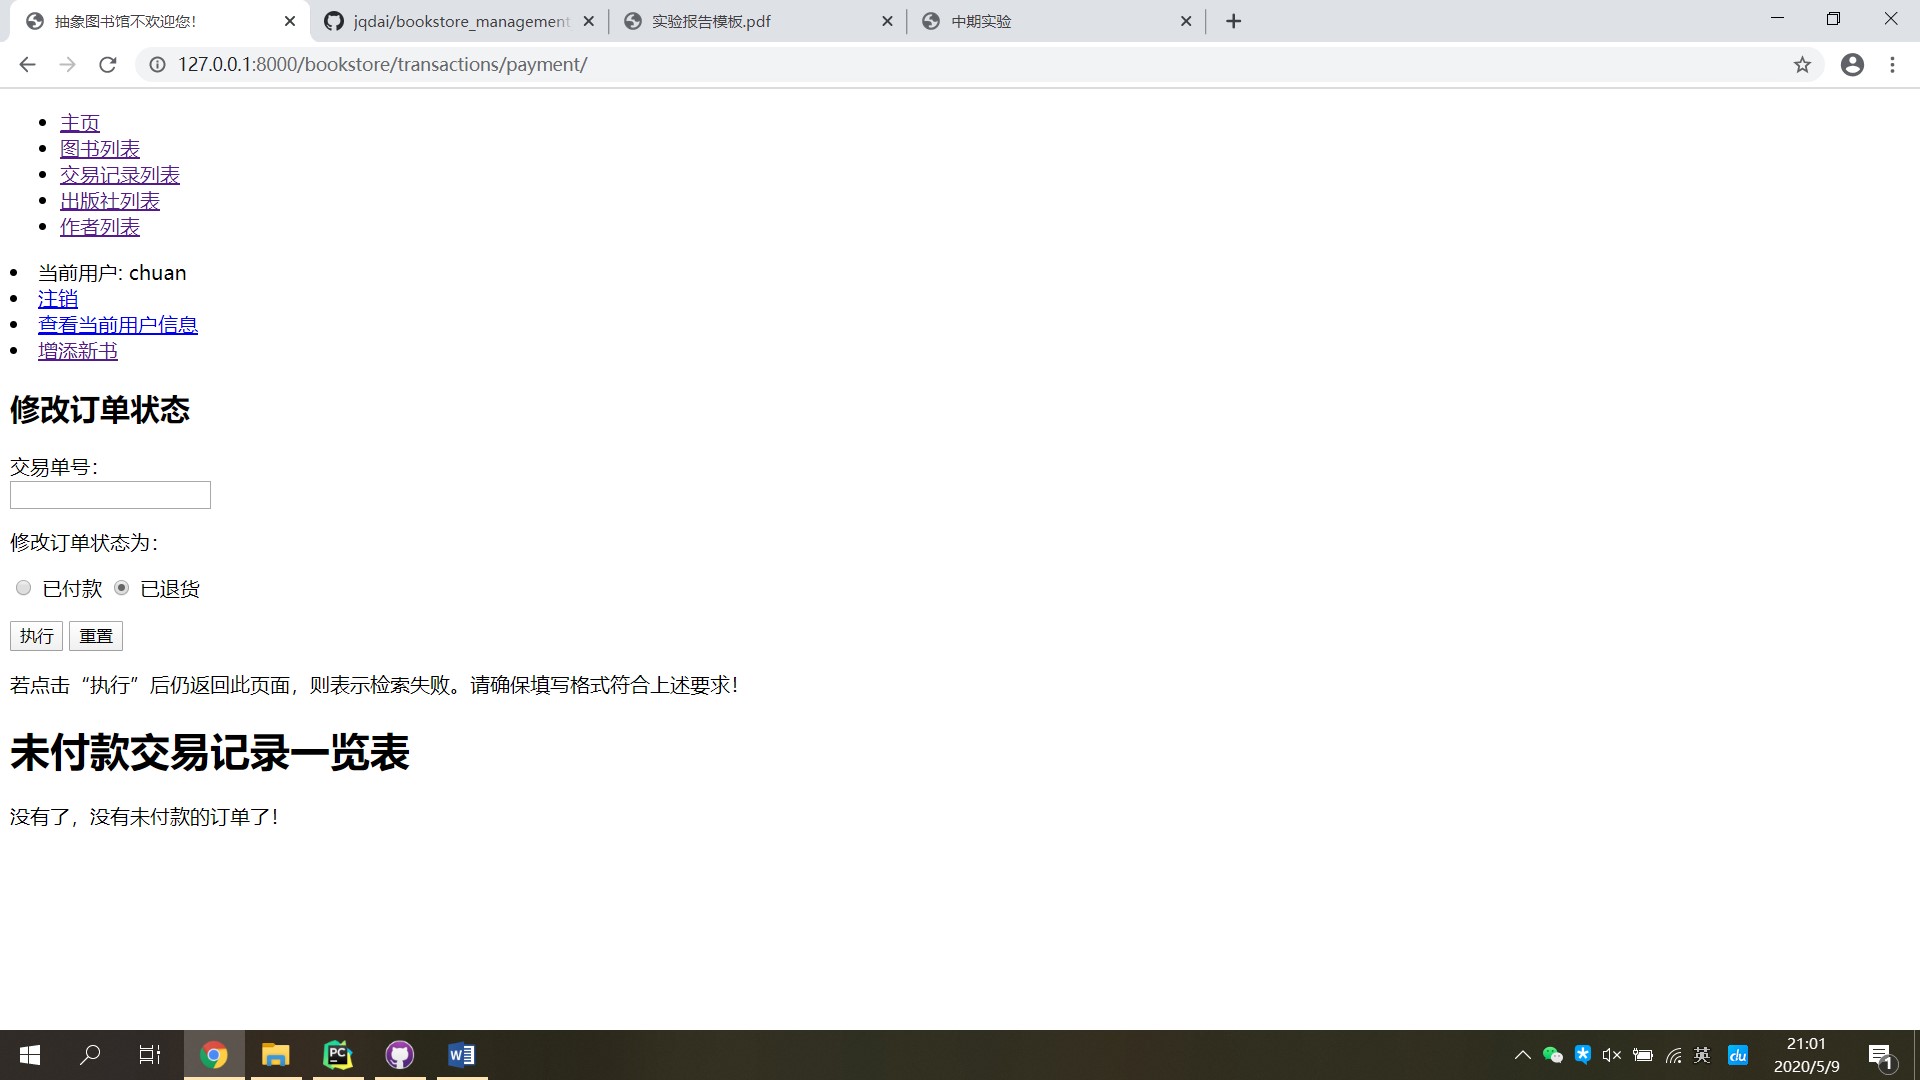 抽象图书馆不欢迎您！
jqdai/bookstore_management
实验报告模板.pdf
中期实验
127.0.0.1:8000/bookstore/transactions/payment/
主页
图书列表
交易记录列表
出版社列表
作者列表
当前用户: chuan
注销
查看当前用户信息
增添新书
修改订单状态
交易单号：
修改订单状态为：
已付款 已退货
执行 重置
若点击“执行”后仍返回此页面，则表示检索失败。请确保填写格式符合上述要求！
未付款交易记录一览表
没有了，没有未付款的订单了！
PC
W
英
du
21:01
2020/5/9
1